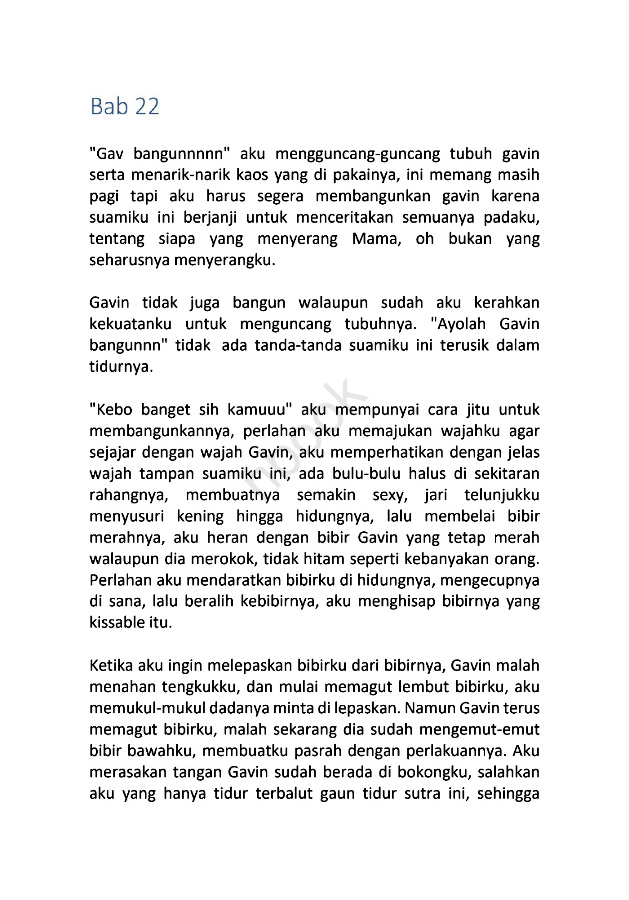 Bab 22
"Gav bangunnnnn" aku mengguncang-guncang tubuh gavin
serta menarik-narik kaos yang di pakainya, ini memang masih
pagi tapi aku harus segera membangunkan gavin karena
suamiku ini berjanji untuk menceritakan semuanya padaku,
tentang siapa yang menyerang Mama, oh bukan yang
seharusnya menyerangku.
Gavin tidak juga bangun walaupun sudah aku kerahkan
kekuatanku untuk menguncang tubuhnya. "Ayolah Gavin
bangunnn" tidak ada tanda-tanda suamiku ini terusik dalam
tidurnya.
"Kebo banget sih kamuuu" aku mempunyai cara jitu untuk
membangunkannya, perlahan aku memajukan wajahku agar
sejajar dengan wajah Gavin, aku memperhatikan dengan jelas
wajah tampan suamiku ini, ada bulu-bulu halus di sekitaran
rahangnya, membuatnya semakin sexy, jari telunjukku
menyusuri kening hingga hidungnya, lalu membelai bibir
merahnya, aku heran dengan bibir Gavin yang tetap merah
walaupun dia merokok, tidak hitam seperti kebanyakan orang.
Perlahan aku mendaratkan bibirku di hidungnya, mengecupnya
di sana, lalu beralih kebibirnya, aku menghisap bibirnya yang
kissable itu.
Ketika aku ingin melepaskan bibirku dari bibirnya, Gavin malah
menahan tengkukku, dan mulai memagut lembut bibirku, aku
memukul-mukul dadanya minta di lepaskan. Namun Gavin terus
memagut bibirku, malah sekarang dia sudah mengemut-emut
bibir bawahku, membuatku pasrah dengan perlakuannya. Aku
merasakan tangan Gavin sudah berada di bokongku, salahkan
aku yang hanya tidur terbalut gaun tidur sutra ini, sehingga